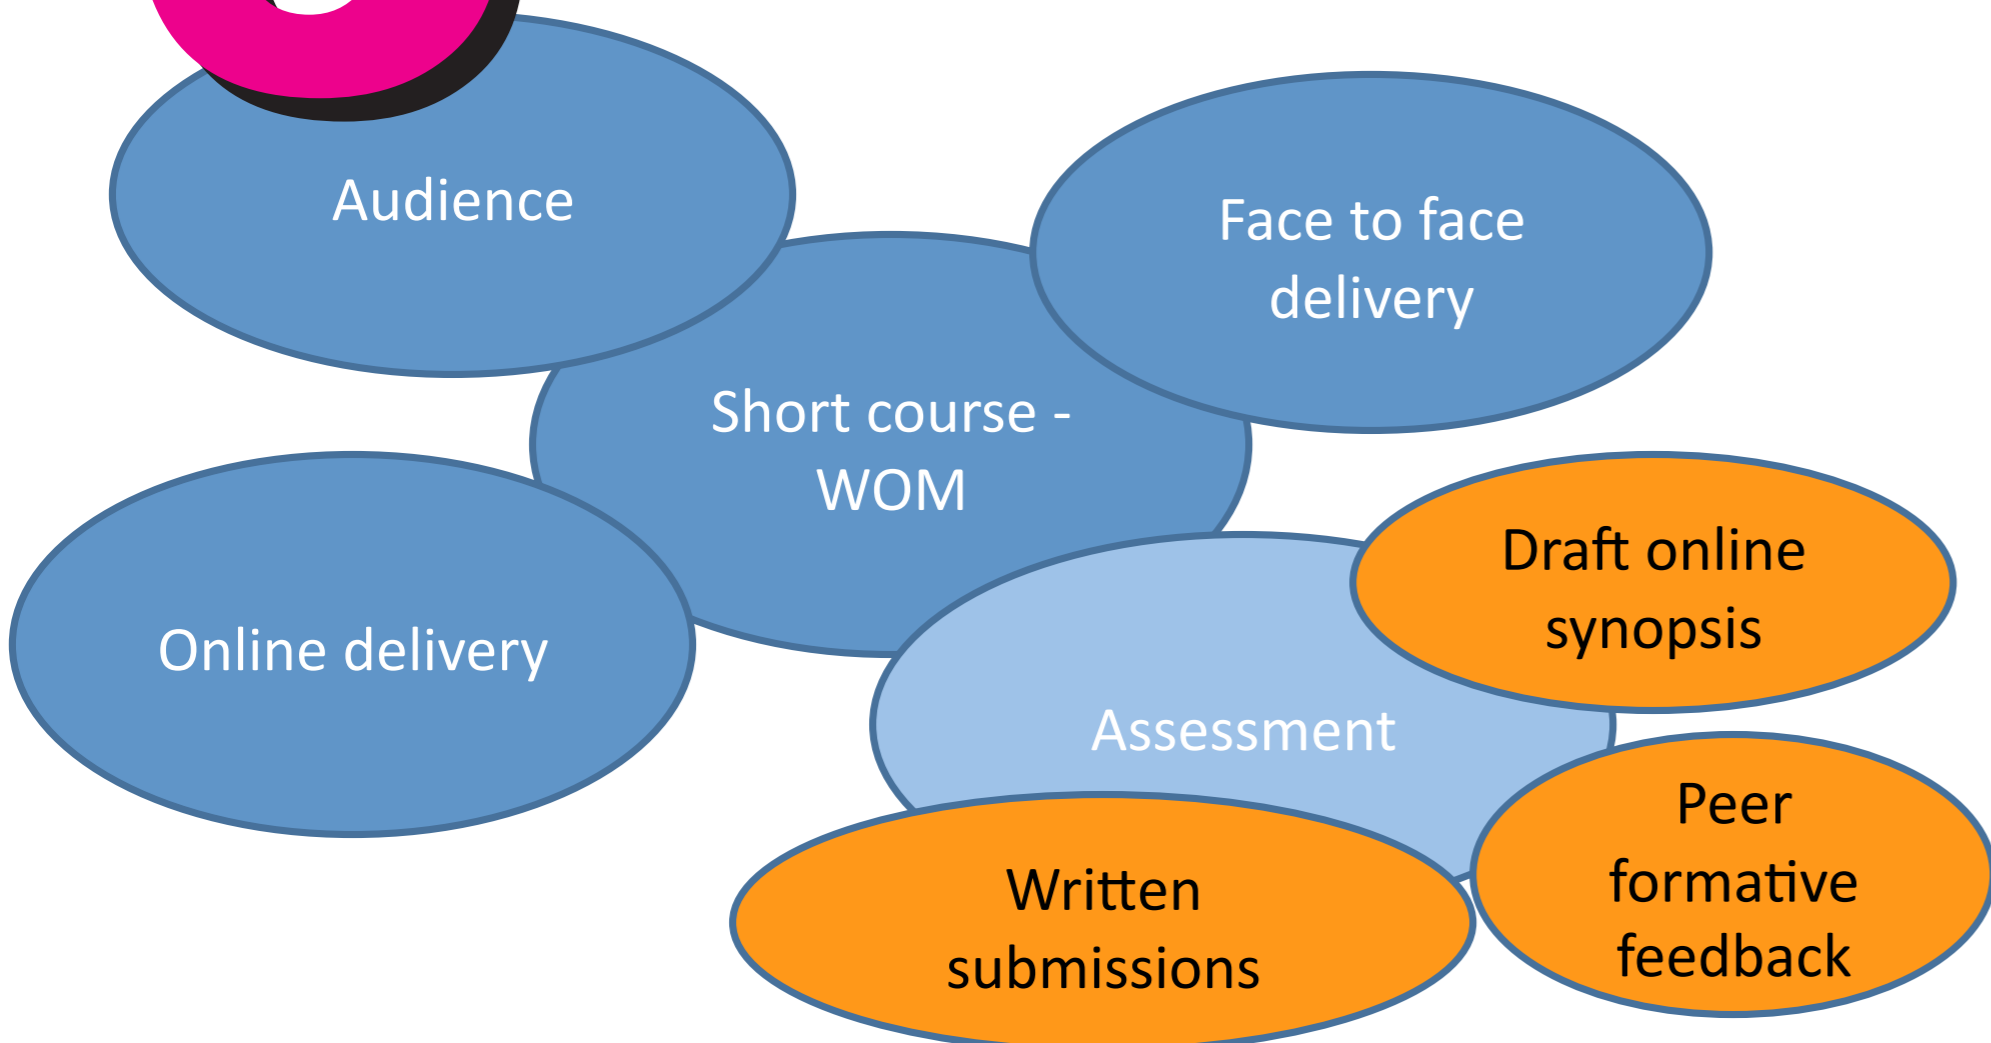 Audience
Face to face
delivery
Short course -
WOM
Online delivery
Draft online
synopsis
Assessment
Peer
formative
feedback
Written
submissions